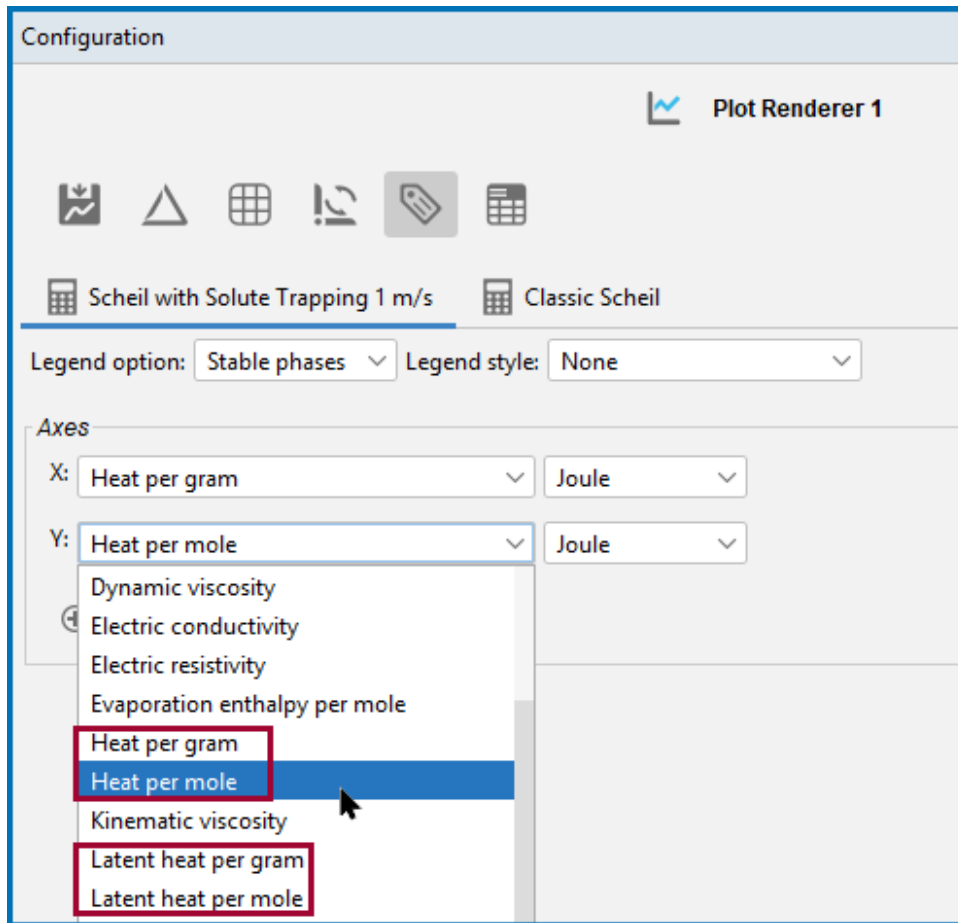 Configuration
Plot Renderer 1
Scheil with Solute Trapping 1 m/s Classic Scheil
Legend option: Stable phases Legend style: None
Axes
X: Heat per gram Joule
Y: Heat per mole Joule
Dynamic viscosity
Electric conductivity
Electric resistivity
Evaporation enthalpy per mole
Heat per gram
Heat per mole
Kinematic viscosity
Latent heat per gram
Latent heat per mole